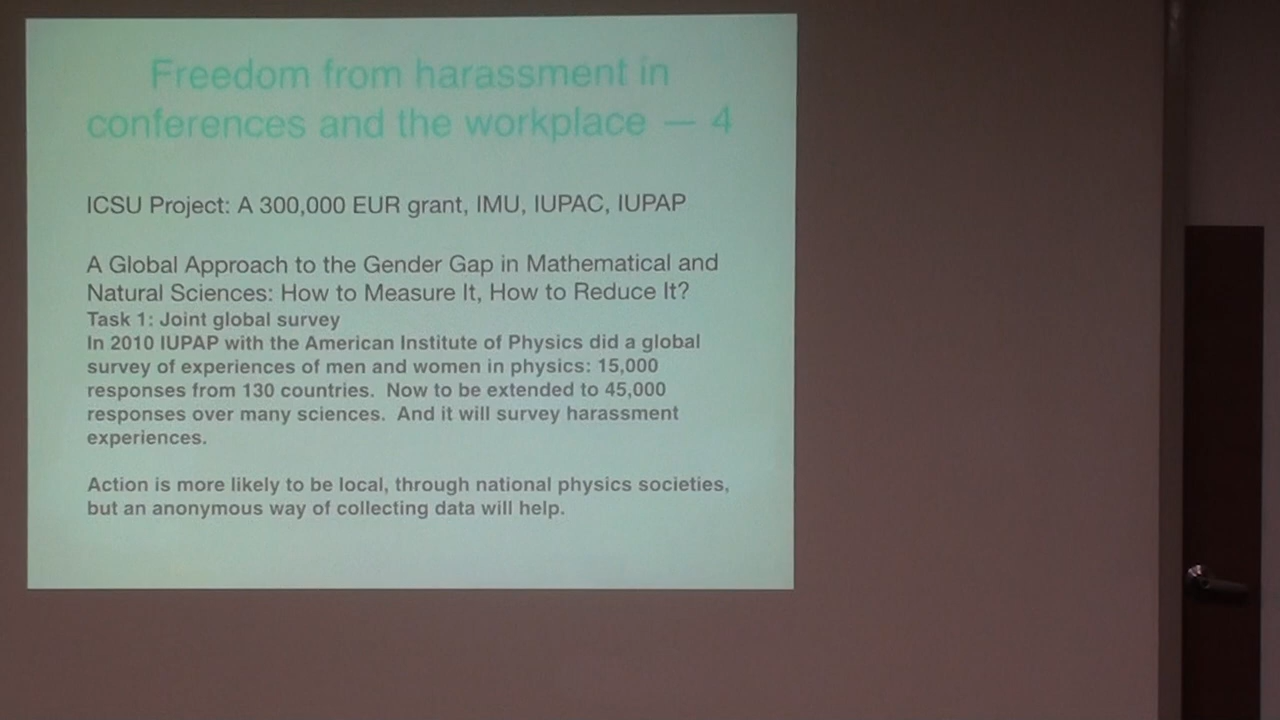 Freedom from harassment in
conferences and the workplace — 4
ICSU Project: A 300,000 EUR grant, IMU, IUPAC, IUPAP
A Global Approach to the Gender Gap in Mathematical and
Natural Sciences: How to Measure It, How to Reduce It?
Task 1: Joint global survey
In 2010 IUPAP with the American Institute of Physics did a global
survey of experiences of men and women in physics: 15,000
responses from 130 countries.  Now to be extended to 45,000
responses over many sciences.  And it will survey harassment
experiences.
Action is more likely to be local, through national physics societies,
but an anonymous way of collecting data will help.